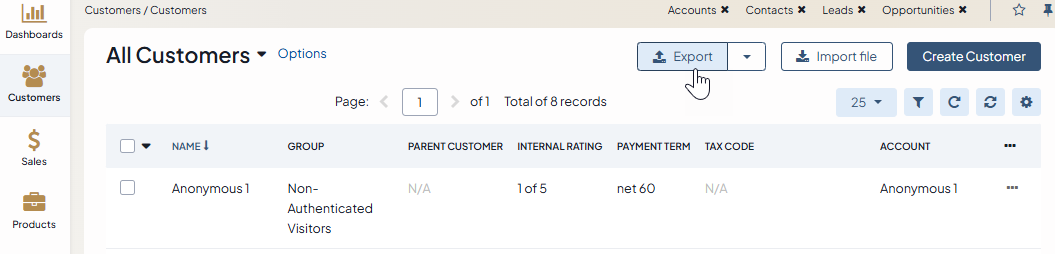 Customers / Customers
Accounts ✖ Contacts ✖ Leads ✖ Opportunities ✖
Dashboards
Customers
Sales
Products
All Customers Options
Export Import file Create Customer
Page: 1 of 1 Total of 8 records 25
NAME GROUP PARENT CUSTOMER INTERNAL RATING PAYMENT TERM TAX CODE ACCOUNT
Anonymous 1 Non- N/A 1 of 5 net 60 N/A Anonymous 1
Authenticated
Visitors